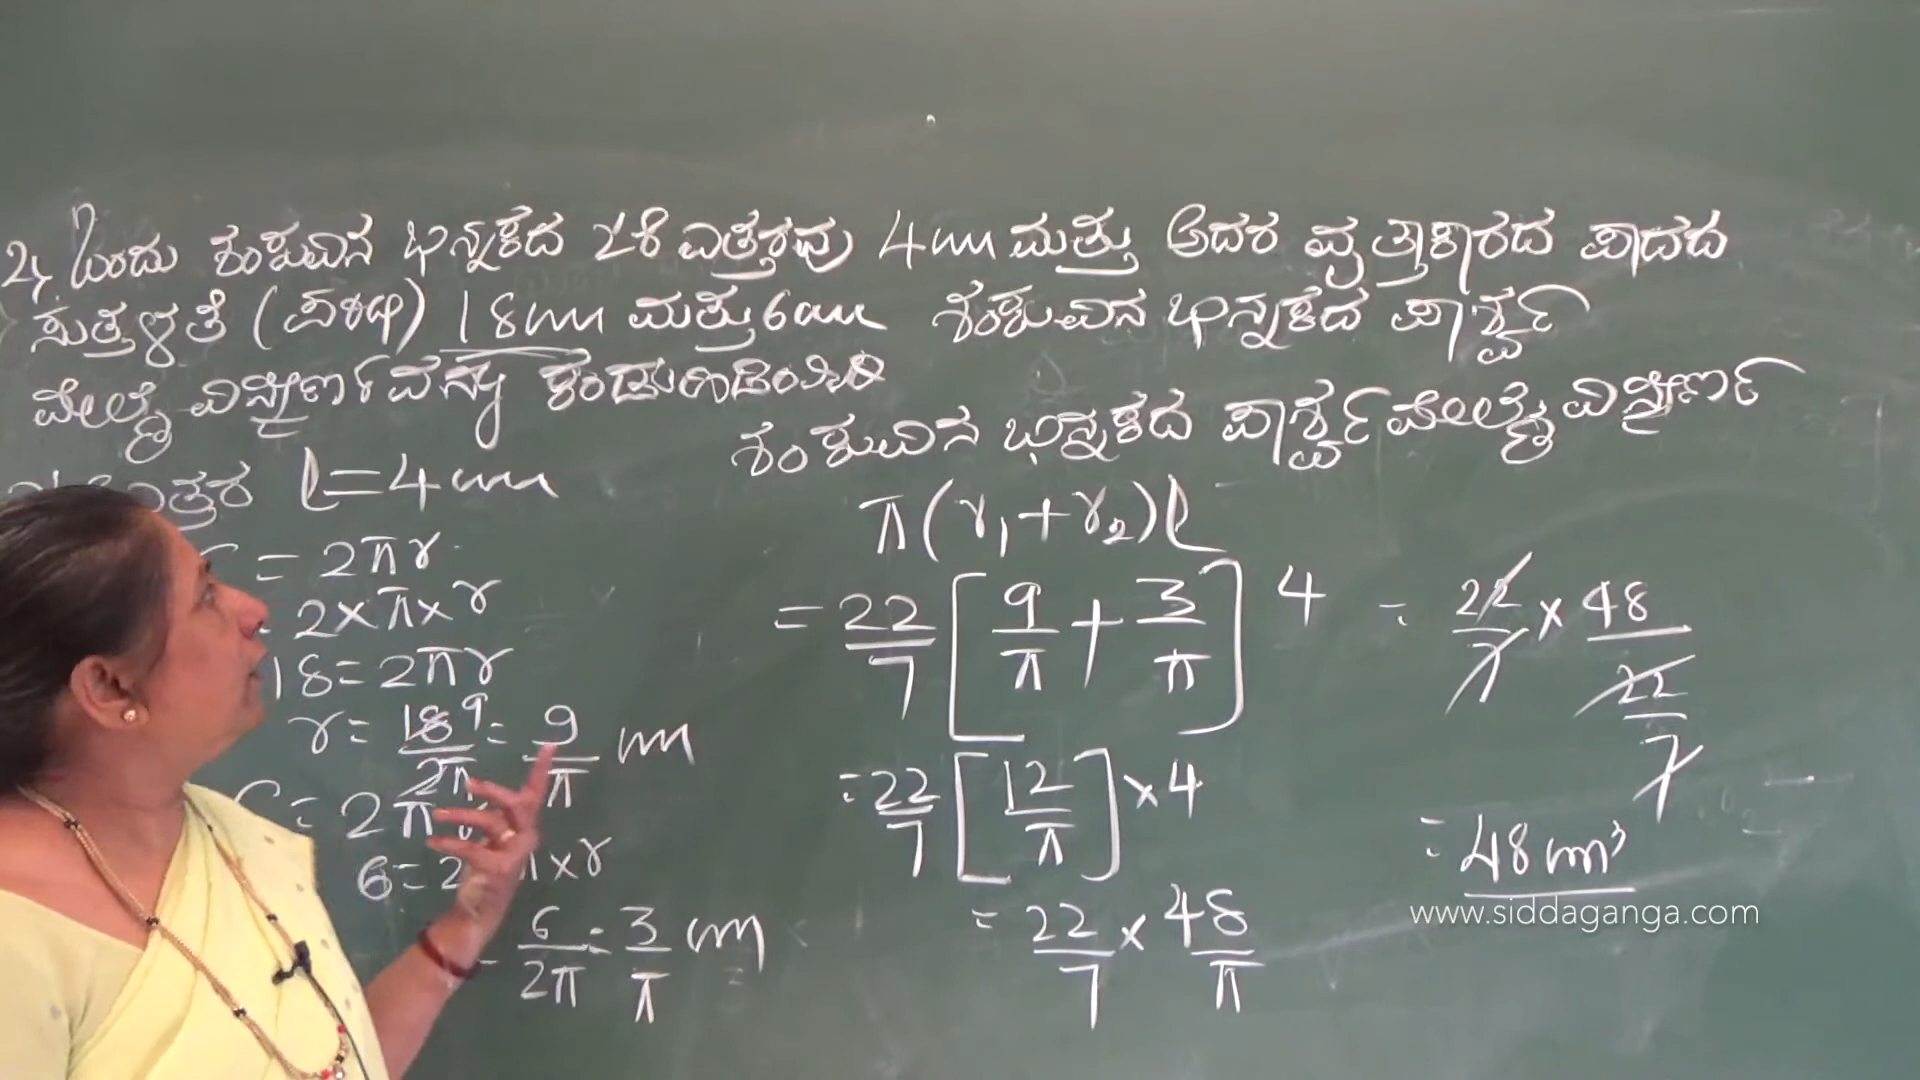 2, ಒಂದು ಶಂಕುವಿನ ಭಿನ್ನಕದ ಓರೆ ಎತ್ತರವು 4cm ಮತ್ತು ಅದರ ವೃತ್ತಾಕಾರದ ಪಾದದ
ಸುತ್ತಳತೆ (ಪರಿಧಿ) 18cm ಮತ್ತು 6cm ಶಂಕುವಿನ ಭಿನ್ನಕದ ಪಾರ್ಶ್ವ
ಮೇಲ್ಮೈ ವಿಸ್ತೀರ್ಣವನ್ನು ಕಂಡುಹಿಡಿಯಿರಿ
ಎತ್ತರ l=4cm
= 2πr
= 2×π×r
18=2πr
r= 18/2π 9 = 9/π cm
C= 2πr
6=2 π×r
= 6/2π = 3/π cm
ಶಂಕುವಿನ ಭಿನ್ನಕದ ಪಾರ್ಶ್ವ ಮೇಲ್ಮೈ ವಿಸ್ತೀರ್ಣ
π(r₁+r₂)l
= 22/7 [9/π + 3/π] 4
= 22/7 [12/π] ×4
= 22/7 × 48/π
= 22/7 × 48/(22/7)
= 48 cm³
www.siddaganga.com